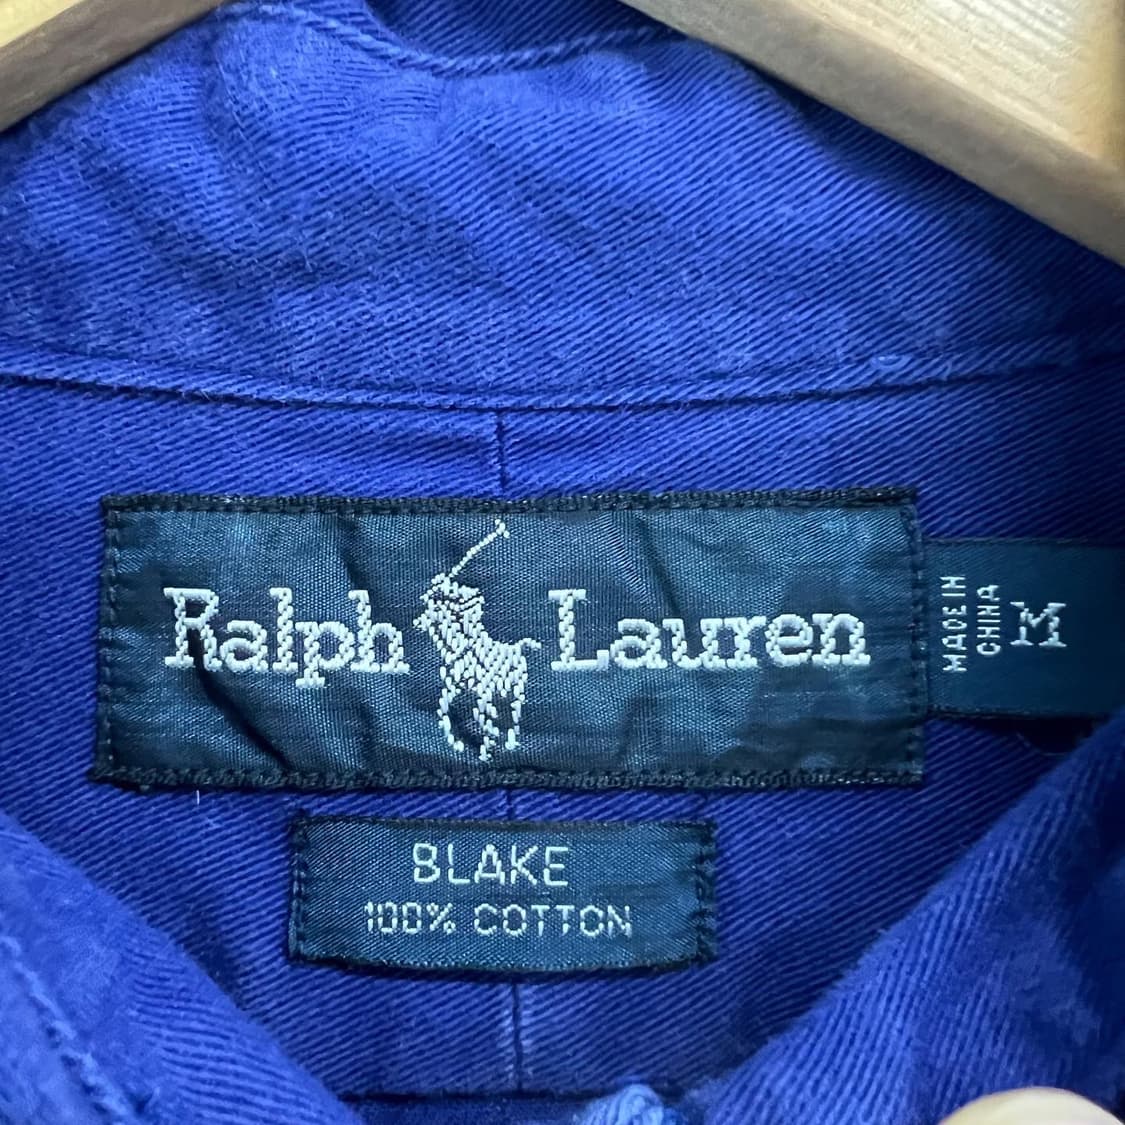 Ralph Lauren
MADE IN
CHINA
M
BLAKE
100% COTTON